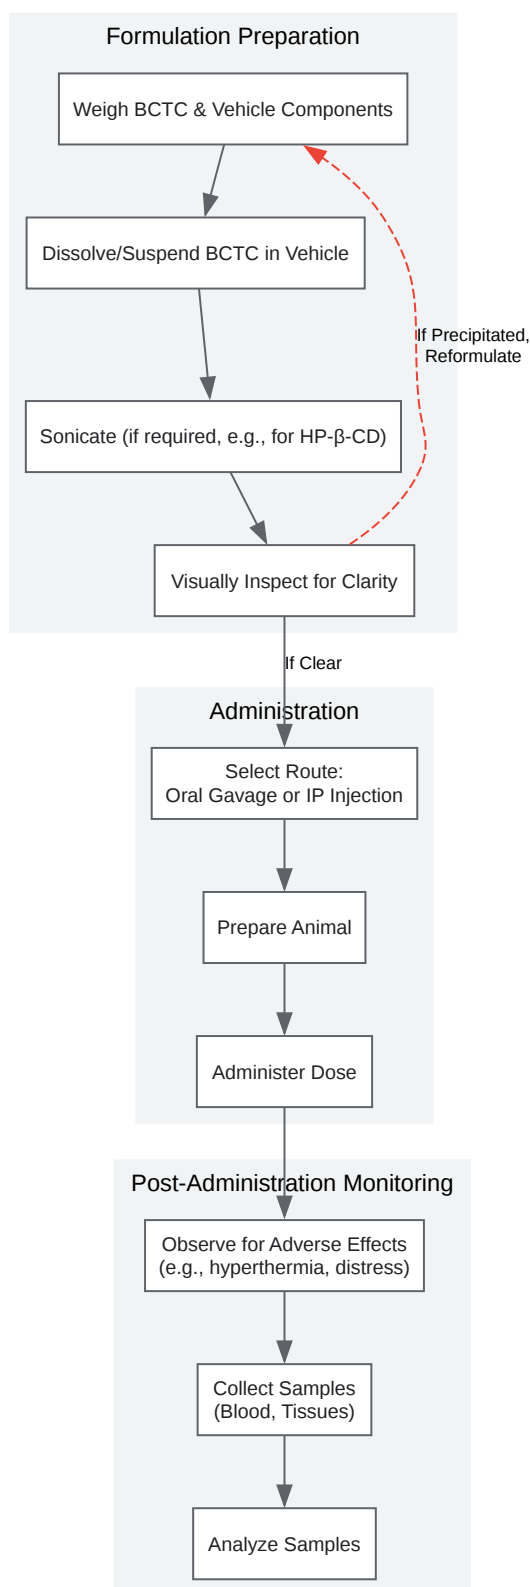 Formulation Preparation
Weigh BCTC & Vehicle Components
Dissolve/Suspend BCTC in Vehicle
If Precipitated,
Reformulate
Sonicate (if required, e.g., for HP-β-CD)
Visually Inspect for Clarity
If Clear
Administration
Select Route:
Oral Gavage or IP Injection
Prepare Animal
Administer Dose
Post-Administration Monitoring
Observe for Adverse Effects
(e.g., hyperthermia, distress)
Collect Samples
(Blood, Tissues)
Analyze Samples